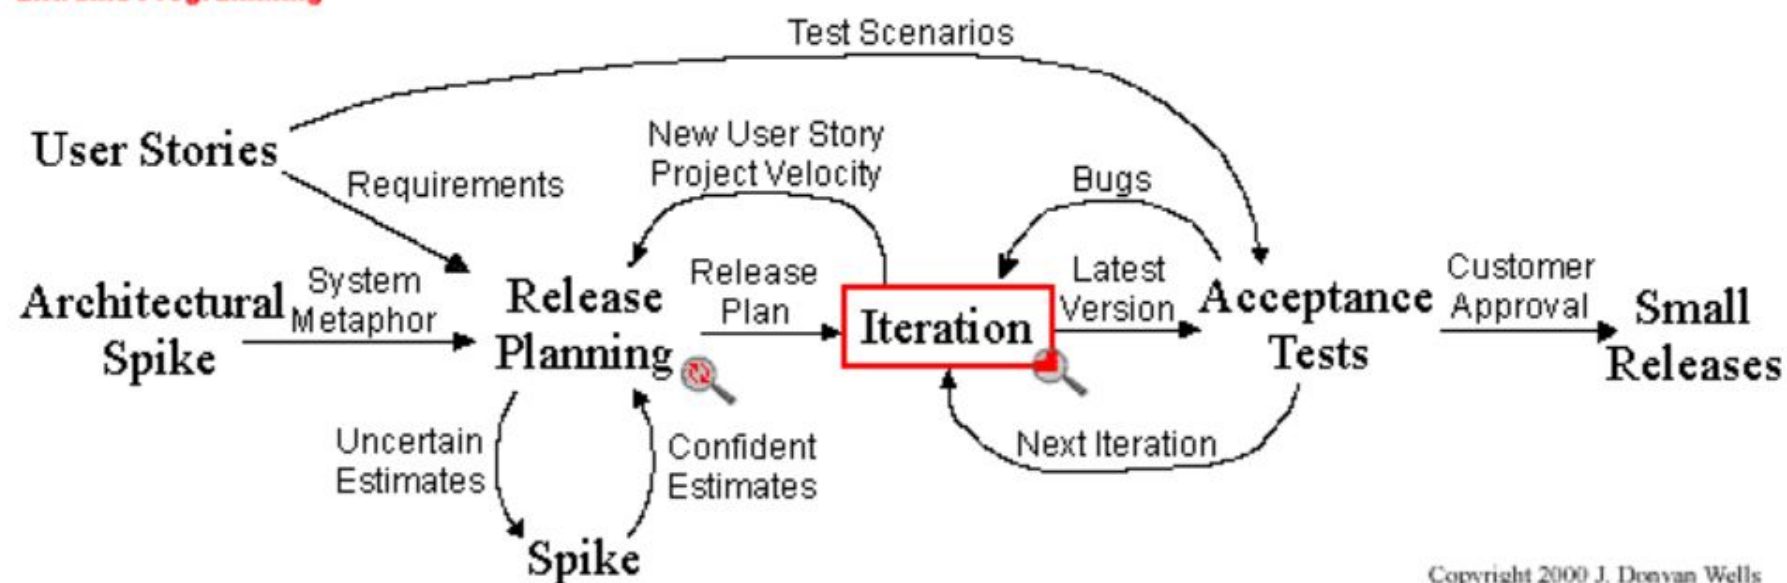 Test Scenarios
User Stories
Requirements
New User Story
Project Velocity
Bugs
Architectural
Spike
System
Metaphor
Release
Planning
Release
Plan
Iteration
Latest
Version
Acceptance
Tests
Customer
Approval
Small
Releases
Uncertain
Estimates
Confident
Estimates
Next Iteration
Spike
Copyright 2000 J. Donvan Wells